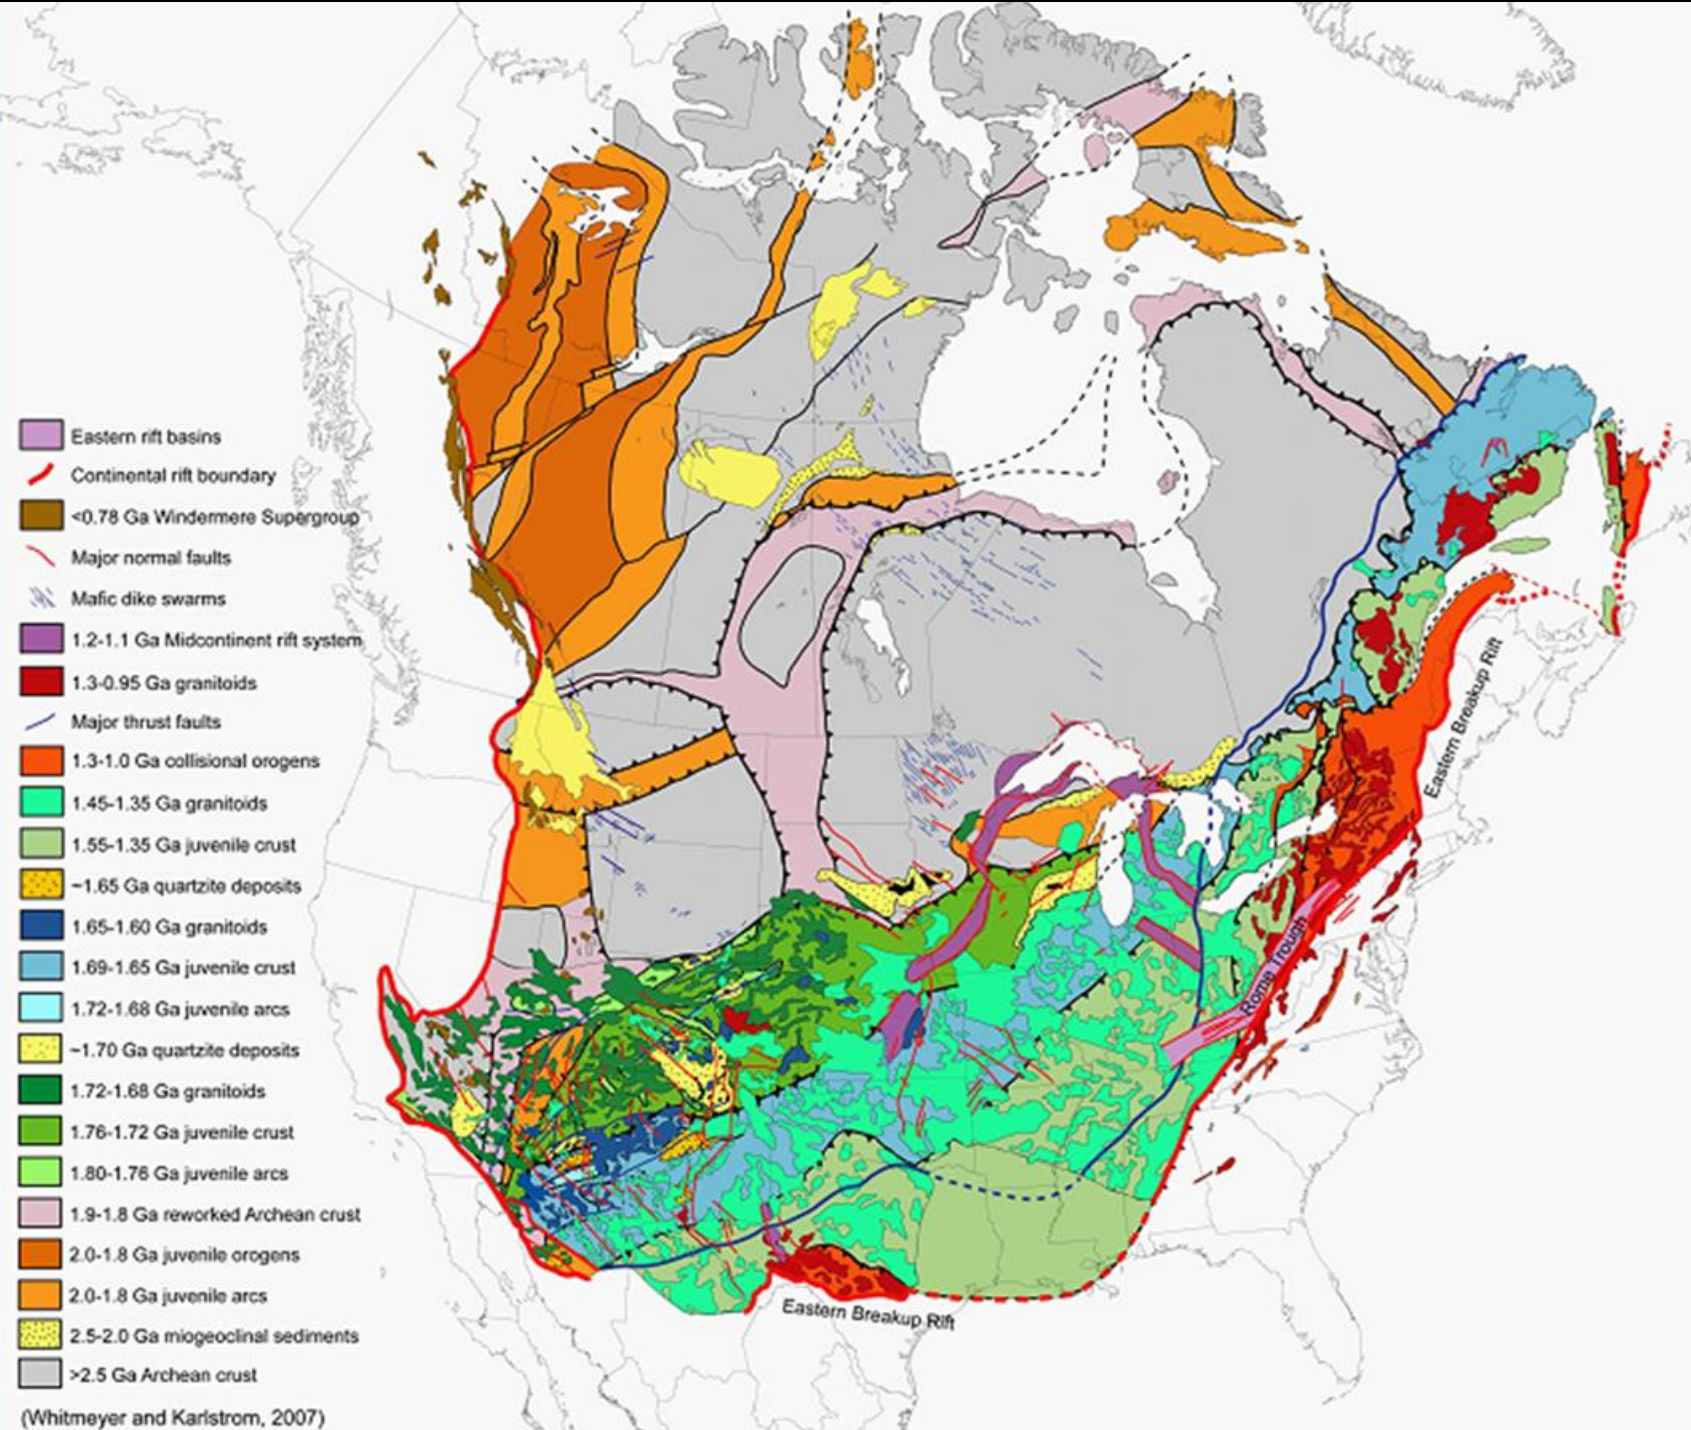 Eastern rift basins
Continental rift boundary
<0.78 Ga Windermere Supergroup
Major normal faults
Mafic dike swarms
1.2-1.1 Ga Midcontinent rift system
1.3-0.95 Ga granitoids
Major thrust faults
1.3-1.0 Ga collisional orogens
1.45-1.35 Ga granitoids
1.55-1.35 Ga juvenile crust
~1.65 Ga quartzite deposits
1.65-1.60 Ga granitoids
1.69-1.65 Ga juvenile crust
1.72-1.68 Ga juvenile arcs
~1.70 Ga quartzite deposits
1.72-1.68 Ga granitoids
1.76-1.72 Ga juvenile crust
1.80-1.76 Ga juvenile arcs
1.9-1.8 Ga reworked Archean crust
2.0-1.8 Ga juvenile orogens
2.0-1.8 Ga juvenile arcs
2.5-2.0 Ga miogeoclinal sediments
>2.5 Ga Archean crust
(Whitmeyer and Karlstrom, 2007)
Eastern Breakup Rift
Rome Trough
Eastern Breakup Rift